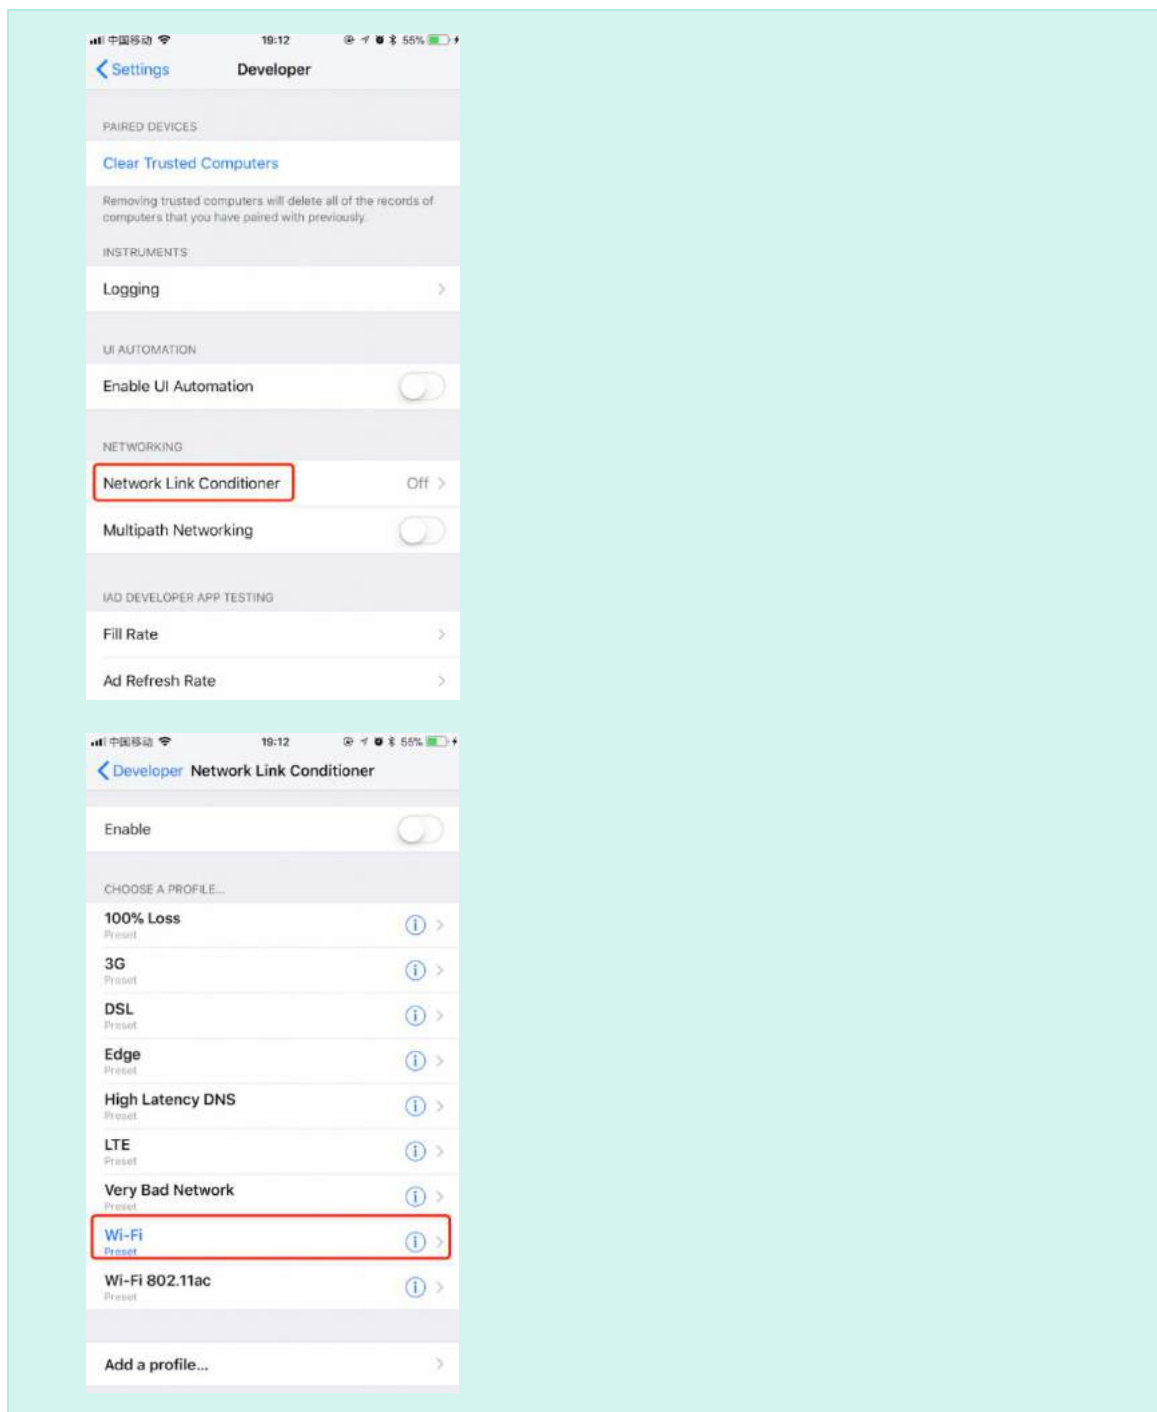 中国移动 19:12 55%
Settings Developer
PAIRED DEVICES
Clear Trusted Computers
Removing trusted computers will delete all of the records of
computers that you have paired with previously.
INSTRUMENTS
Logging
UI AUTOMATION
Enable UI Automation
NETWORKING
Network Link Conditioner Off
Multipath Networking
IAD DEVELOPER APP TESTING
Fill Rate
Ad Refresh Rate
中国移动 19:12 55%
Developer Network Link Conditioner
Enable
CHOOSE A PROFILE...
100% Loss
Preset
3G
Preset
DSL
Preset
Edge
Preset
High Latency DNS
Preset
LTE
Preset
Very Bad Network
Preset
Wi-Fi
Preset
Wi-Fi 802.11ac
Preset
Add a profile...